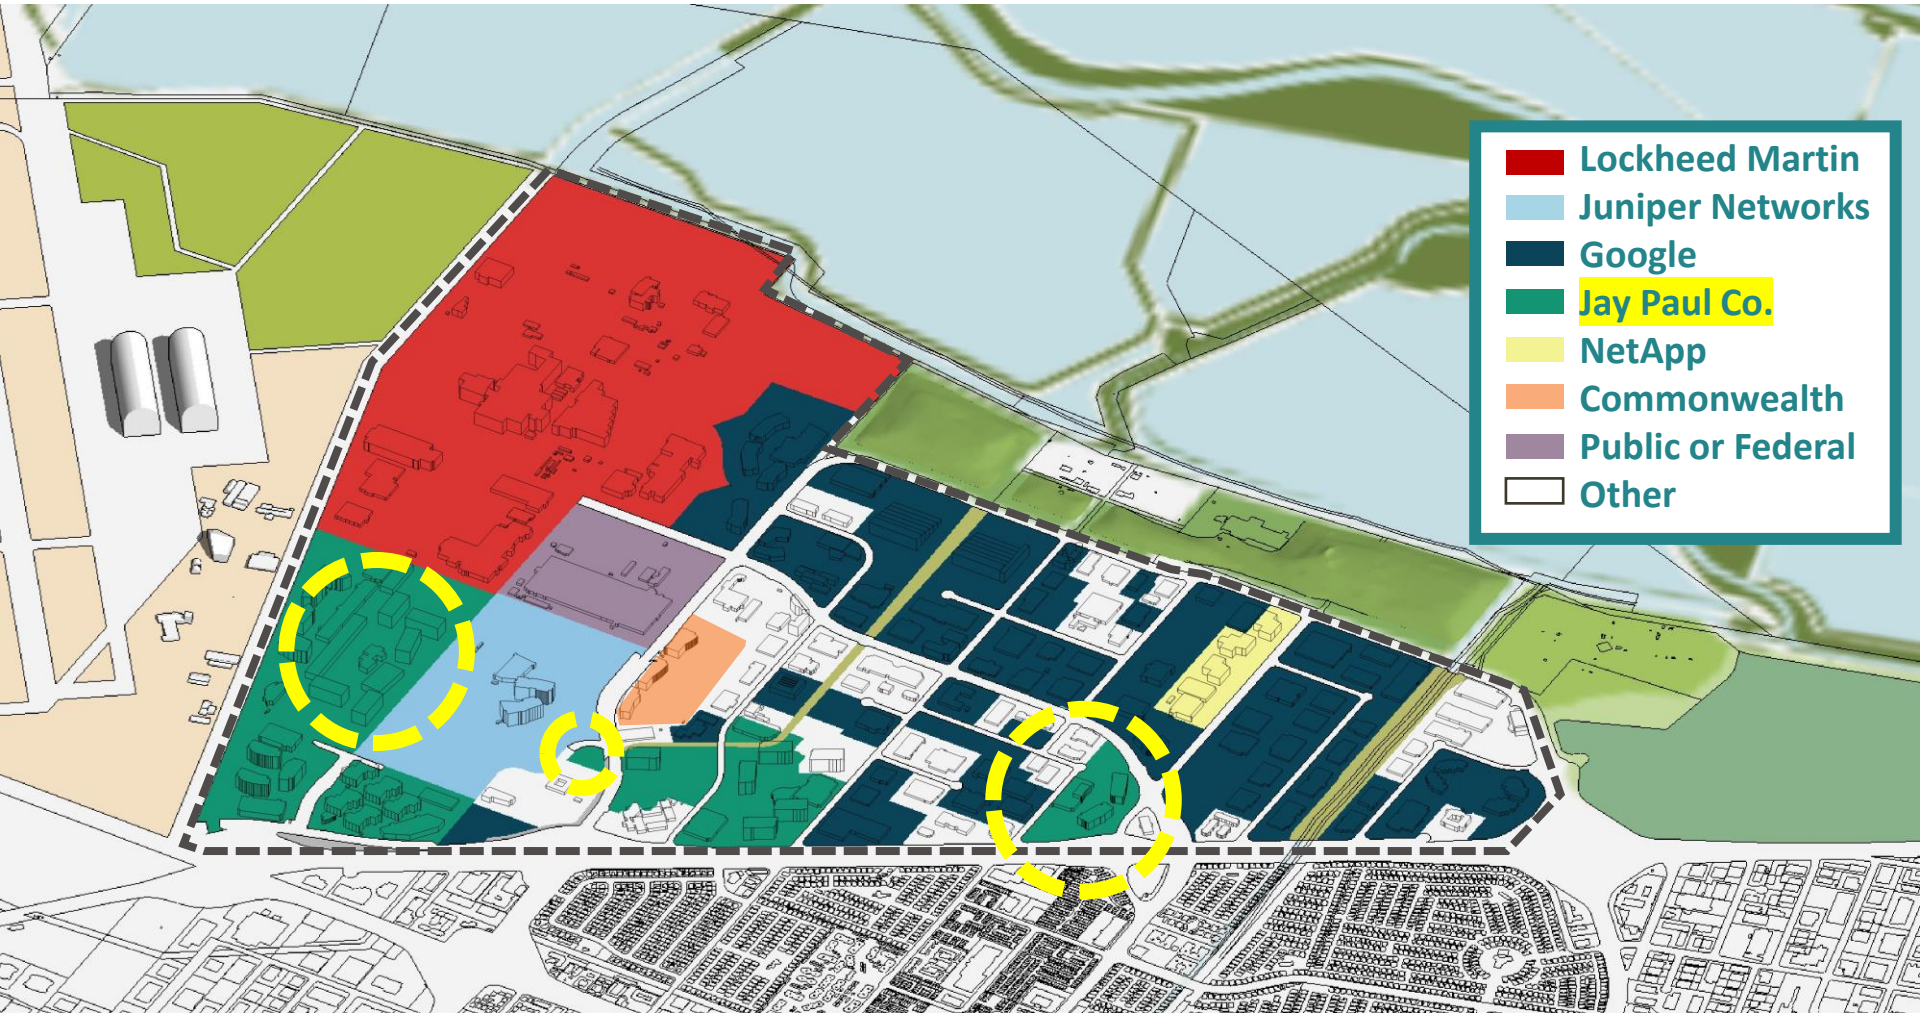 Lockheed Martin
Juniper Networks
Google
Jay Paul Co.
NetApp
Commonwealth
Public or Federal
Other